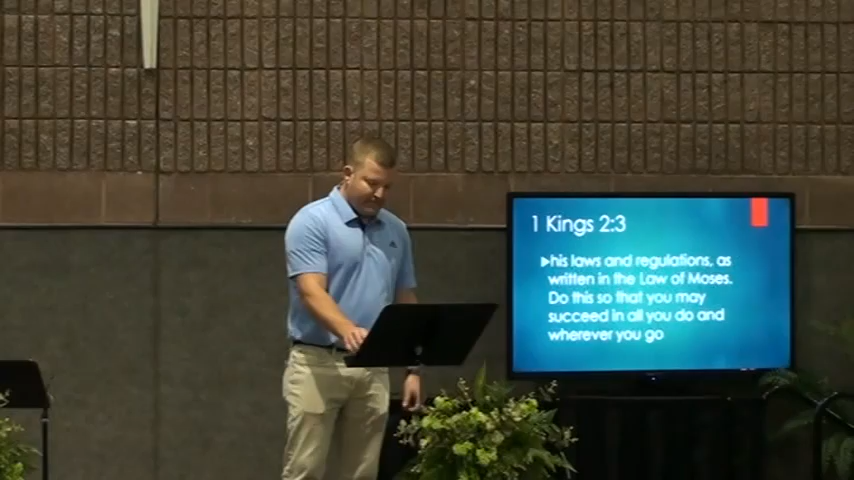 1 Kings 2:3
his laws and regulations, as
written in the Law of Moses.
Do this so that you may
succeed in all you do and
wherever you go